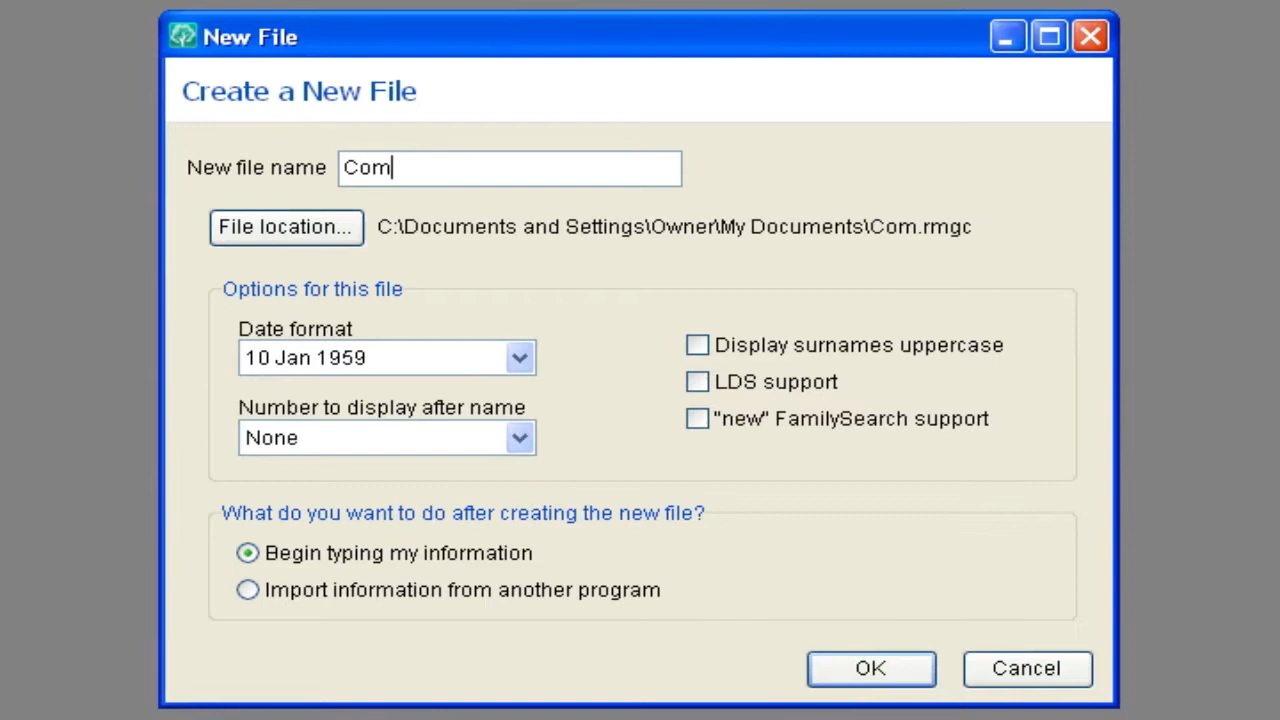 New File
Create a New File
New file name Com
File location... C:\Documents and Settings\Owner\My Documents\Com.rmgc
Options for this file
Date format
10 Jan 1959
Number to display after name
None
Display surnames uppercase
LDS support
"new" FamilySearch support
What do you want to do after creating the new file?
Begin typing my information
Import information from another program
OK Cancel